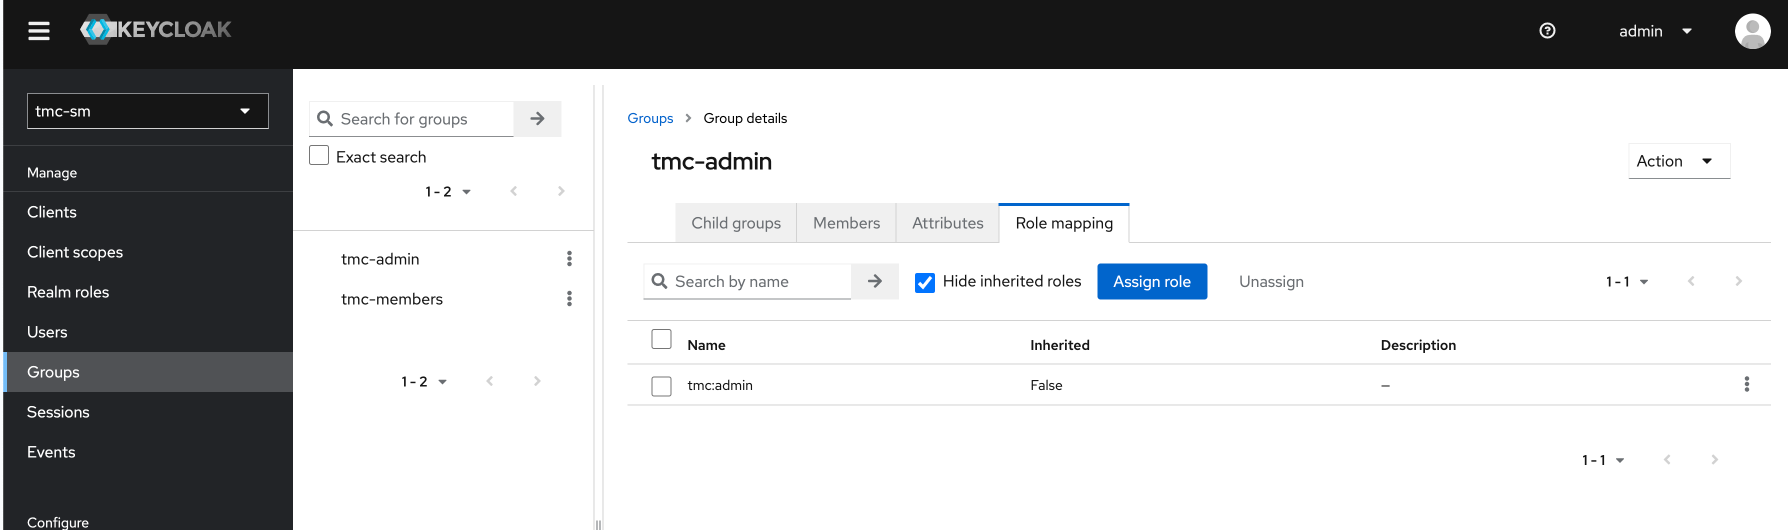 KEYCLOAK
admin
tmc-sm
Manage
Clients
Client scopes
Realm roles
Users
Groups
Sessions
Events
Configure
Search for groups
Exact search
1 - 2
tmc-admin
tmc-members
1 - 2
Groups > Group details
tmc-admin
Action
Child groups Members Attributes Role mapping
Search by name Hide inherited roles Assign role Unassign 1 - 1
Name Inherited Description
tmc:admin False –
1 - 1